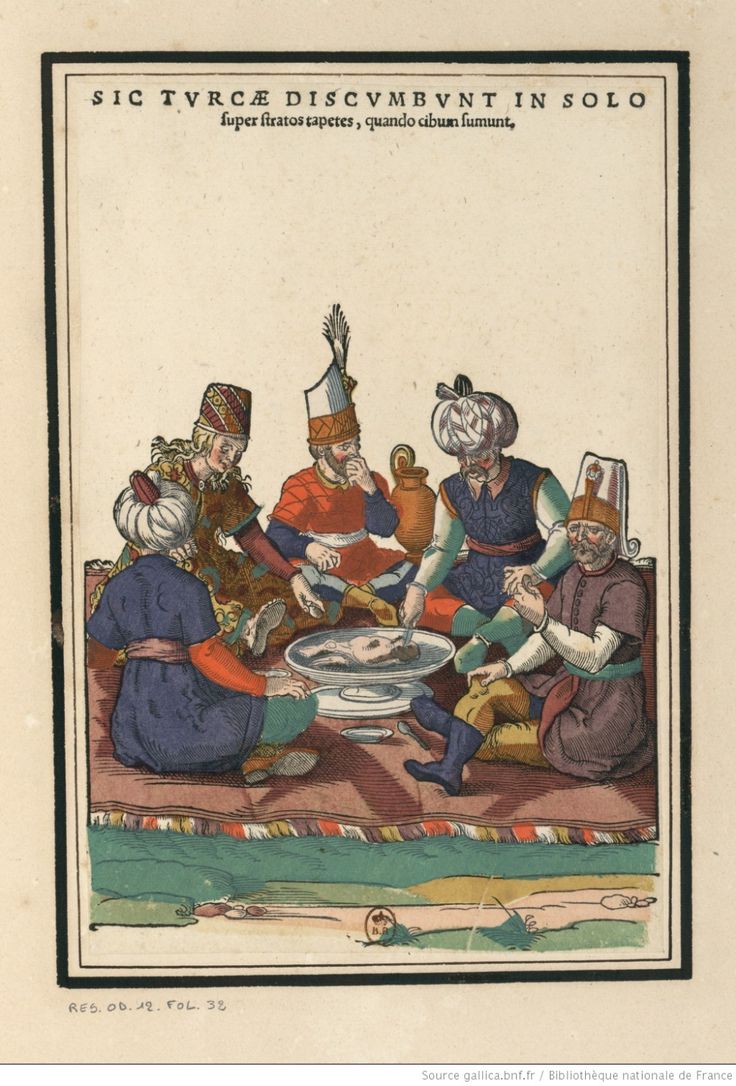 SIC TVRCÆ DISCVMBVNT IN SOLO
ſuper ſtratos tapetes, quando cibum ſumunt.
B.R
RES. OD. 12. FOL. 32
Source gallica.bnf.fr / Bibliothèque nationale de France